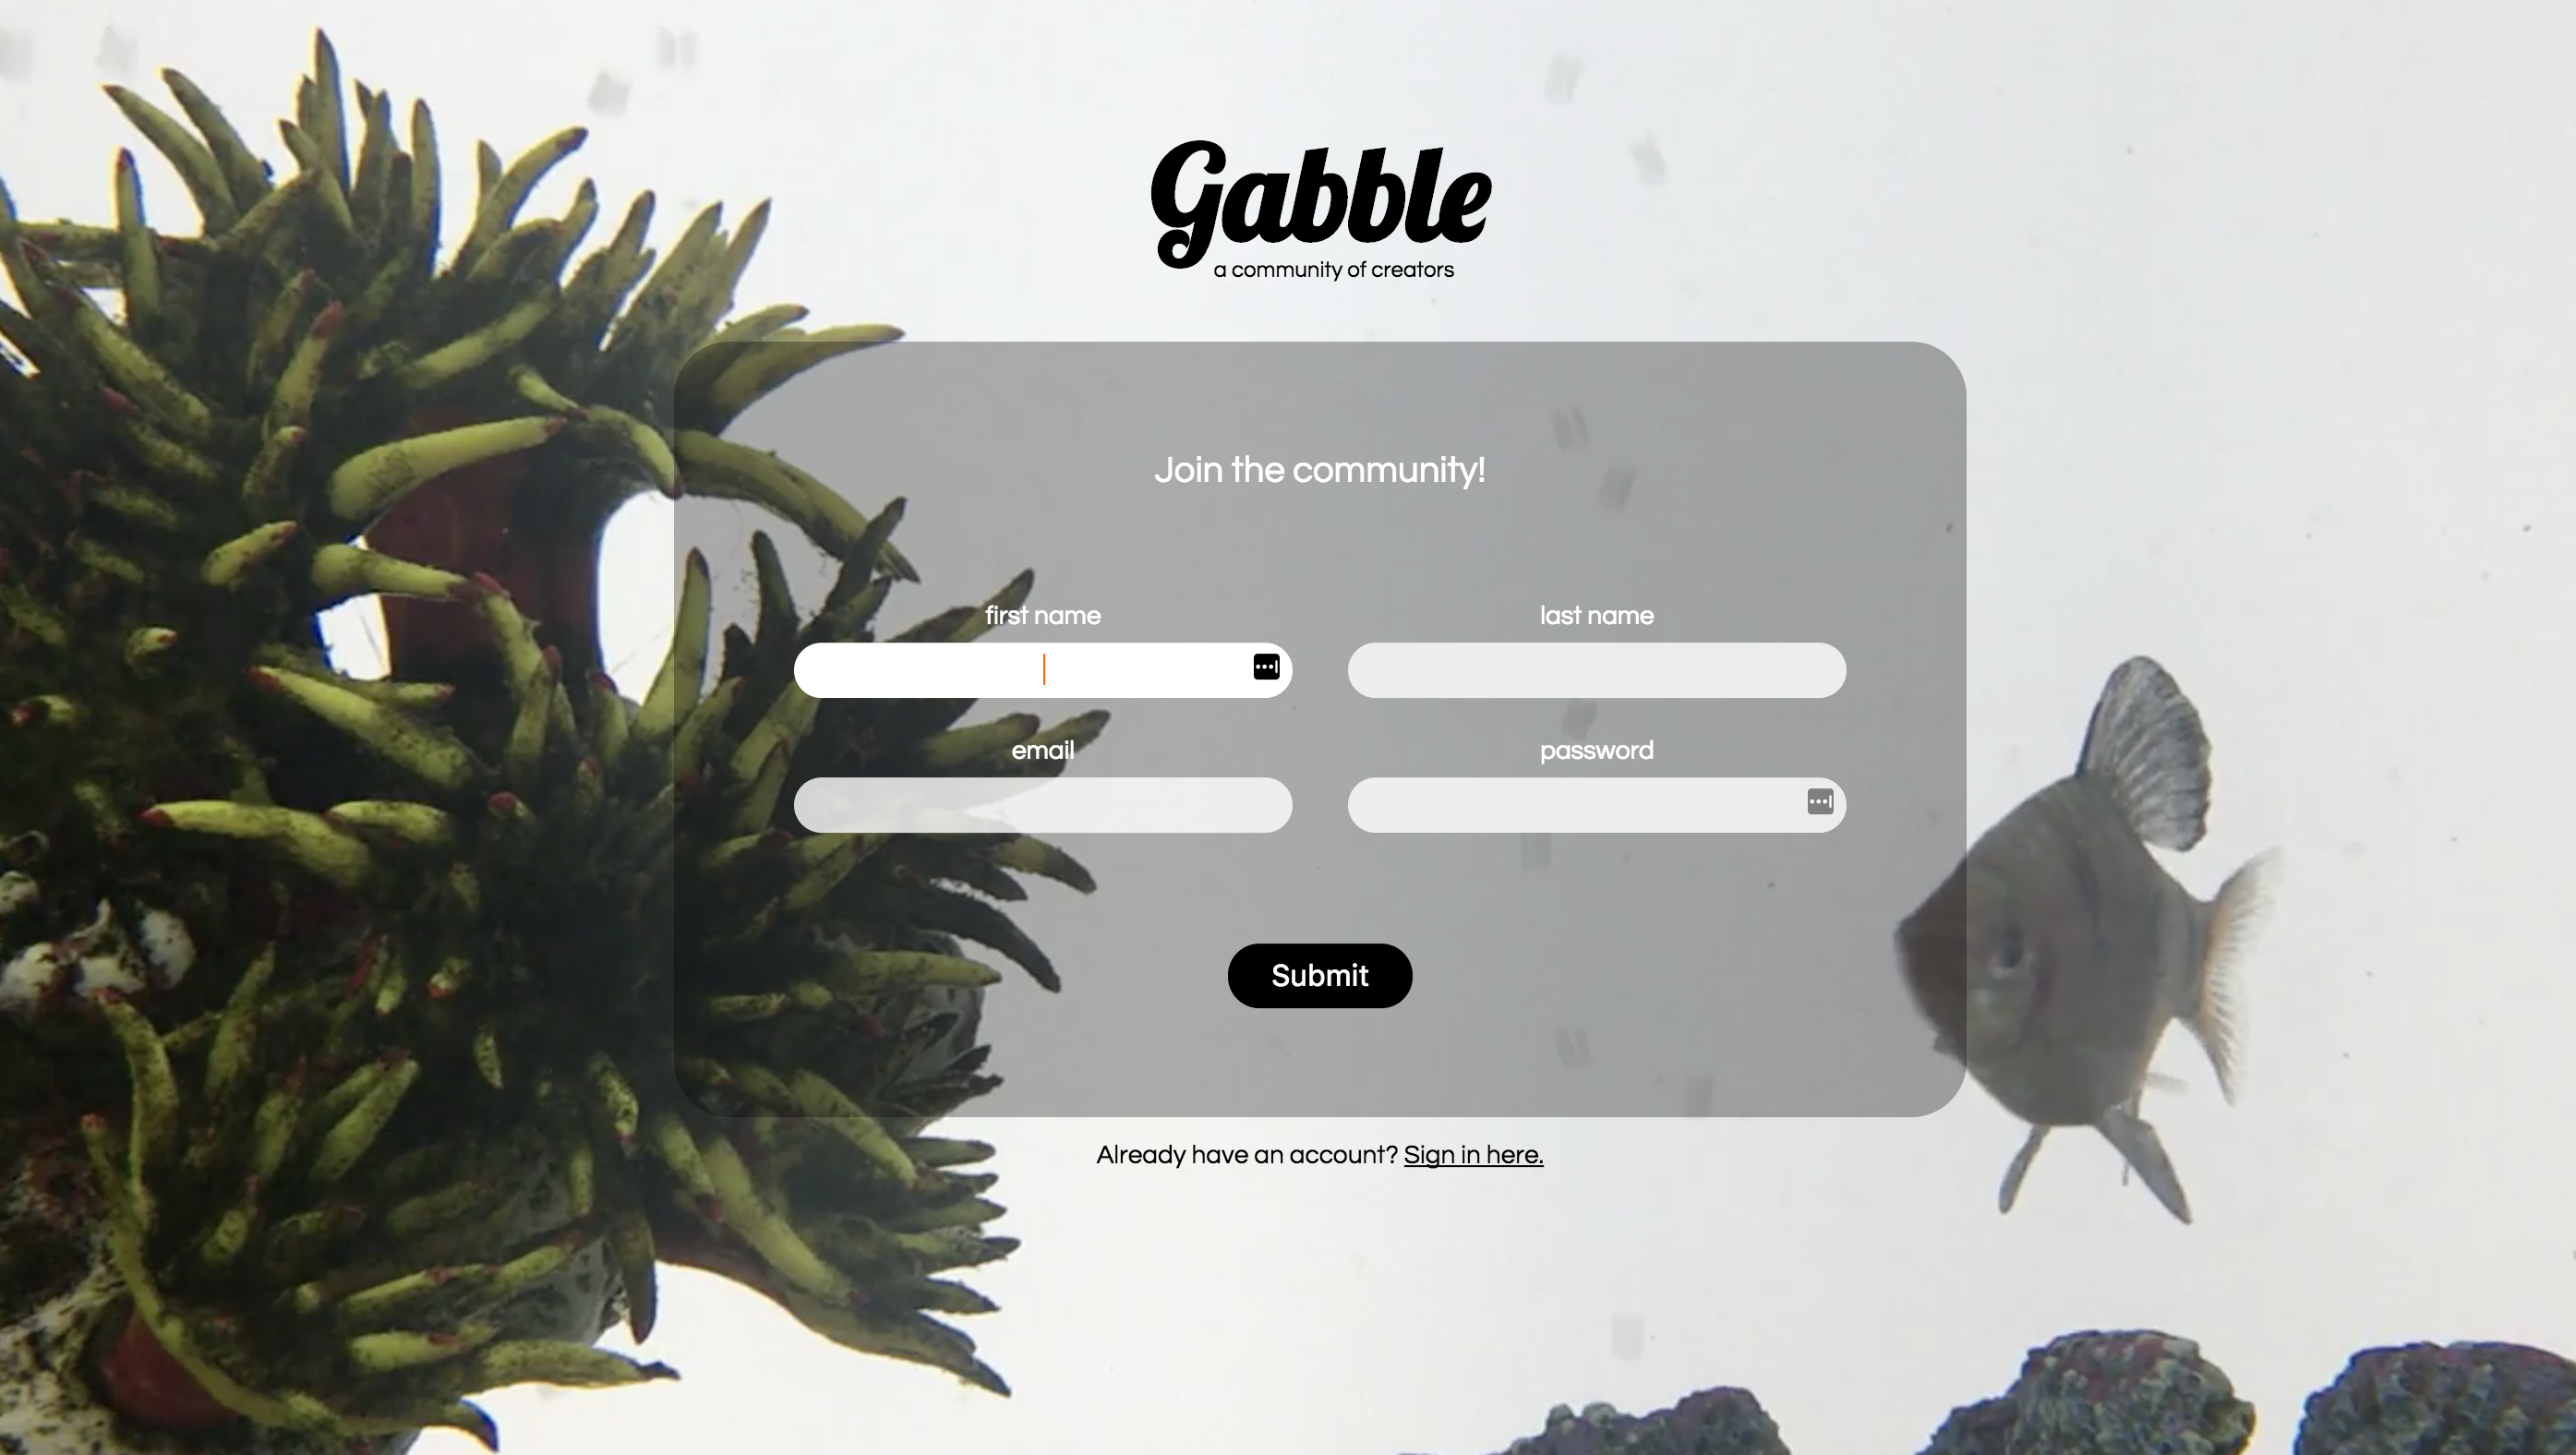 Gabble
a community of creators
Join the community!
first name
last name
email
password
Submit
Already have an account? Sign in here.